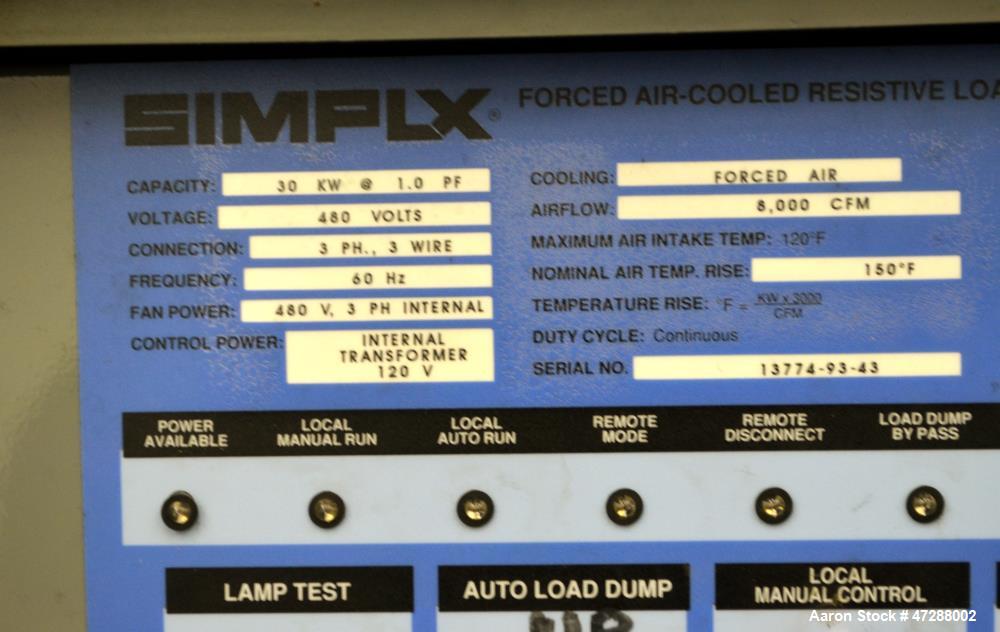 SIMPLX®
FORCED AIR-COOLED RESISTIVE
CAPACITY: 30 KW @ 1.0 PF
VOLTAGE: 480 VOLTS
CONNECTION: 3 PH., 3 WIRE
FREQUENCY: 60 Hz
FAN POWER: 480 V, 3 PH INTERNAL
CONTROL POWER: INTERNAL
TRANSFORMER
120 V
COOLING: FORCED AIR
AIRFLOW: 8,000 CFM
MAXIMUM AIR INTAKE TEMP: 120°F
NOMINAL AIR TEMP. RISE: 150°F
TEMPERATURE RISE: °F = KW x 3000
CFM
DUTY CYCLE: Continuous
SERIAL NO. 13774-93-43
POWER
AVAILABLE
LOCAL
MANUAL RUN
LOCAL
AUTO RUN
REMOTE
MODE
REMOTE
DISCONNECT
LOAD DUMP
BY PASS
LAMP TEST
AUTO LOAD DUMP
LOCAL
MANUAL CONTROL
Aaron Stock # 47288002